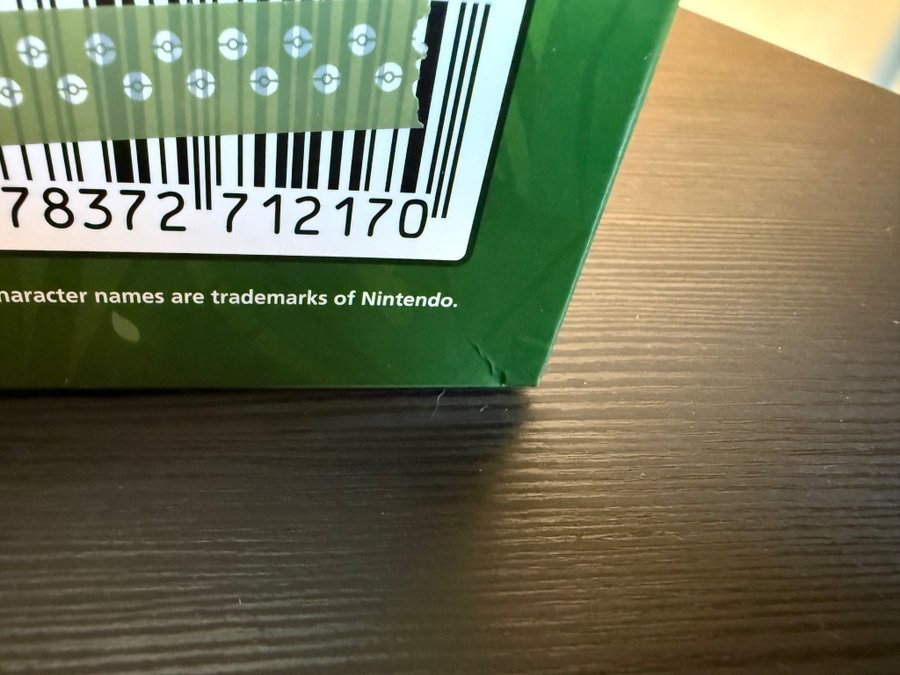 78372 712170
haracter names are trademarks of Nintendo.